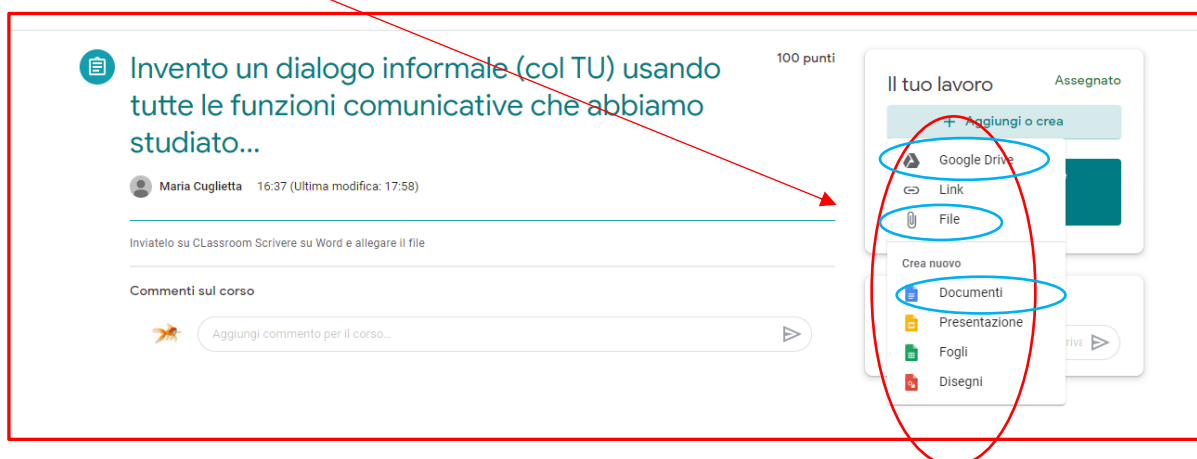 Invento un dialogo informale (col TU) usando
tutte le funzioni comunicative che abbiamo
studiato...
100 punti
Maria Cuglietta 16:37 (Ultima modifica: 17:58)
Inviatelo su CLassroom Scrivere su Word e allegare il file
Commenti sul corso
Aggiungi commento per il corso...
Il tuo lavoro
Assegnato
+ Aggiungi o crea
Google Drive
Link
File
Crea nuovo
Documenti
Presentazione
Fogli
Disegni